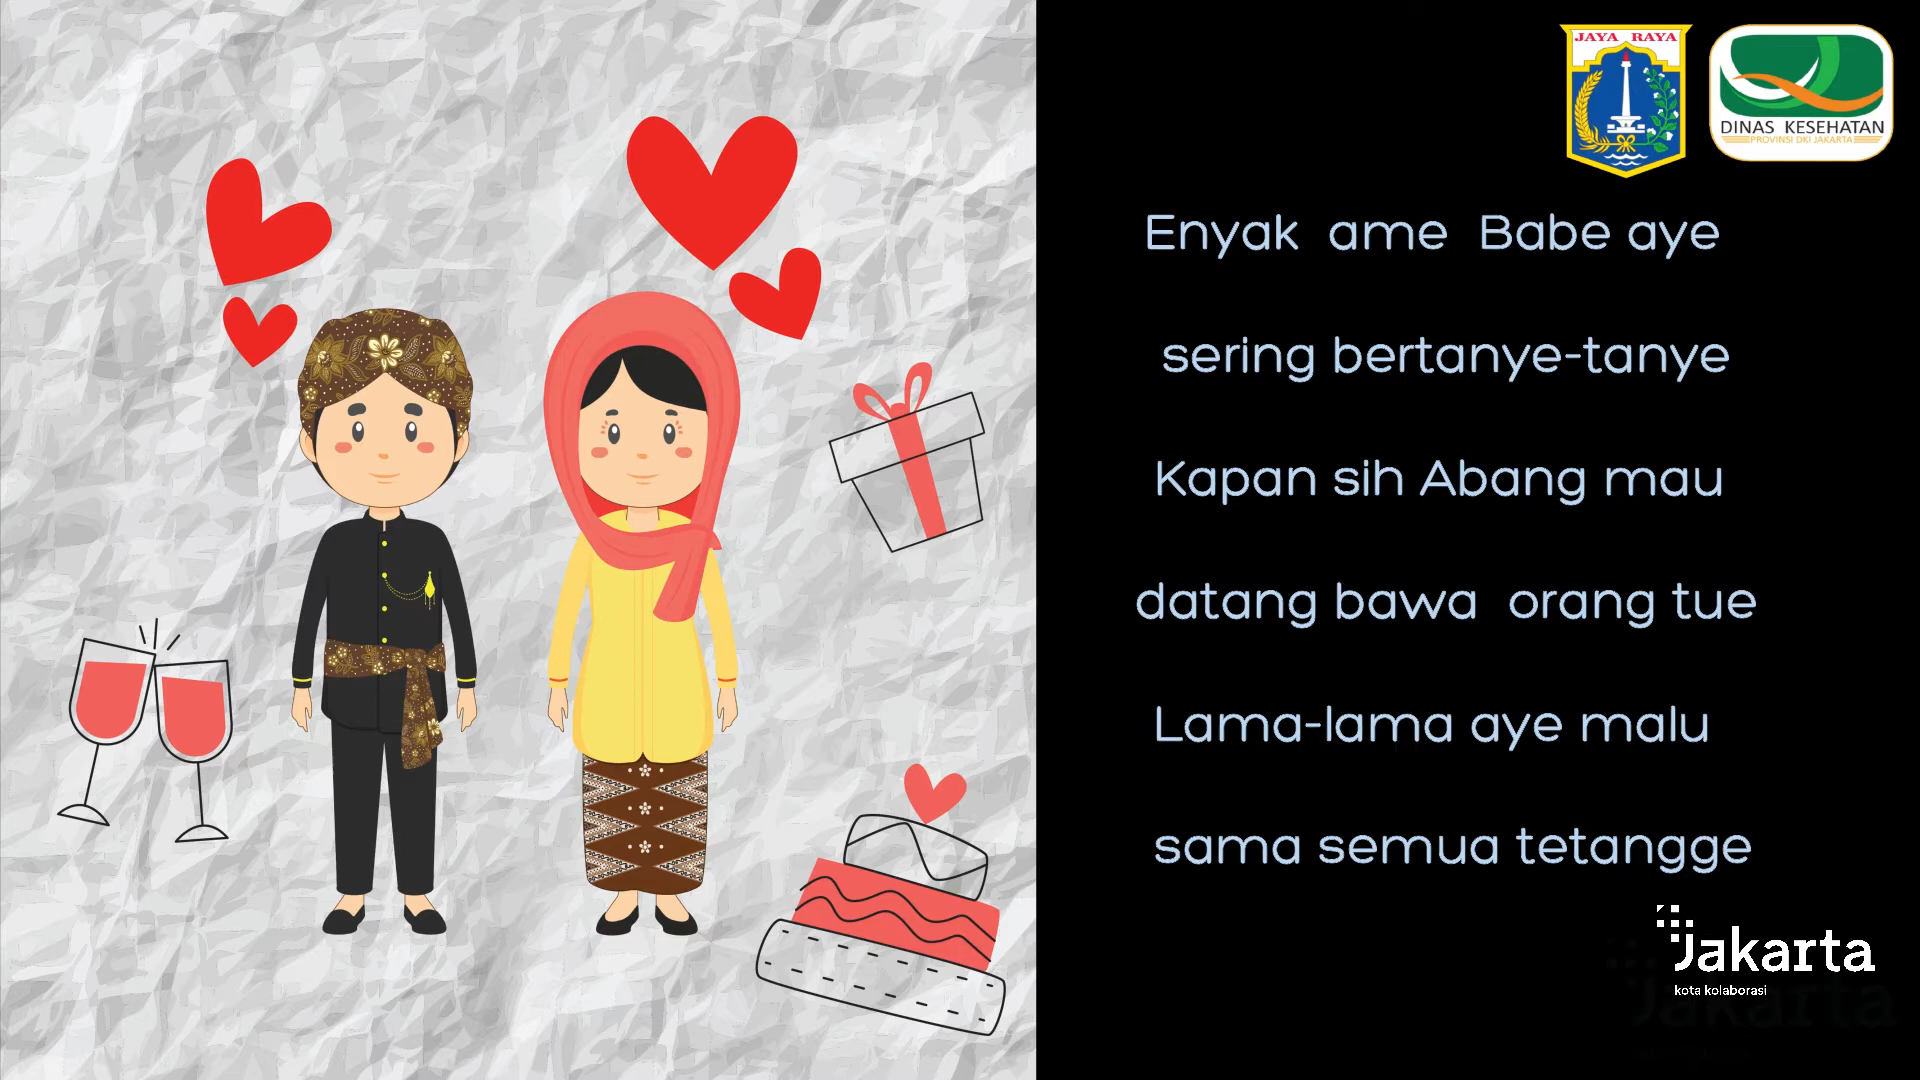 JAYA RAYA
DINAS KESEHATAN
PROVINSI DKI JAKARTA
Enyak ame Babe aye
sering bertanye-tanye
Kapan sih Abang mau
datang bawa orang tue
Lama-lama aye malu
sama semua tetangge
Jakarta
kota kolaborasi